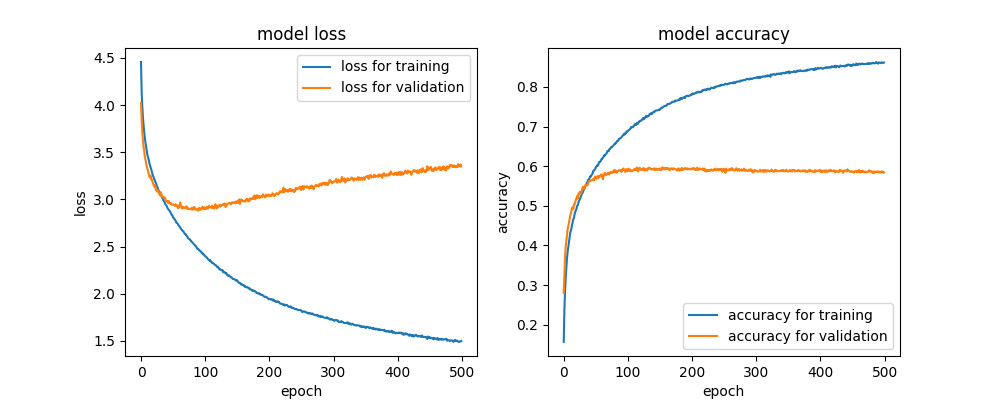 model loss
4.5
4.0
3.5
3.0
2.5
2.0
1.5
loss
0
100
200
300
400
500
epoch
loss for training
loss for validation
model accuracy
0.8
0.7
0.6
0.5
0.4
0.3
0.2
accuracy
0
100
200
300
400
500
epoch
accuracy for training
accuracy for validation